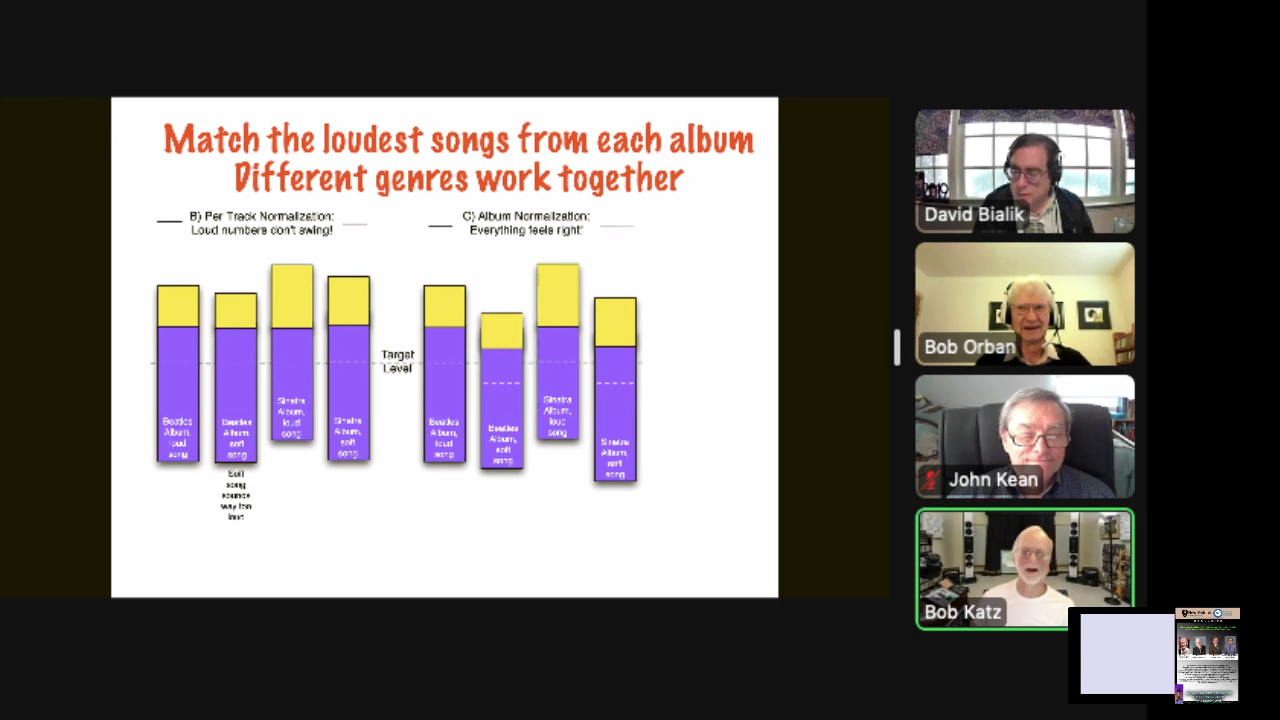 Match the loudest songs from each album
Different genres work together
B) Per Track Normalization:
Loud numbers don't swing!
C) Album Normalization:
Everything feels right!
Target
Level
Beatles
Album,
loud
song
Beatles
Album,
soft
song
Sinatra
Album,
loud
song
Sinatra
Album,
soft
song
Beatles
Album,
loud
song
Beatles
Album,
soft
song
Sinatra
Album,
loud
song
Sinatra
Album,
soft
song
Soft
song
sounds
way too
loud
David Bialik
Bob Orban
John Kean
Bob Katz